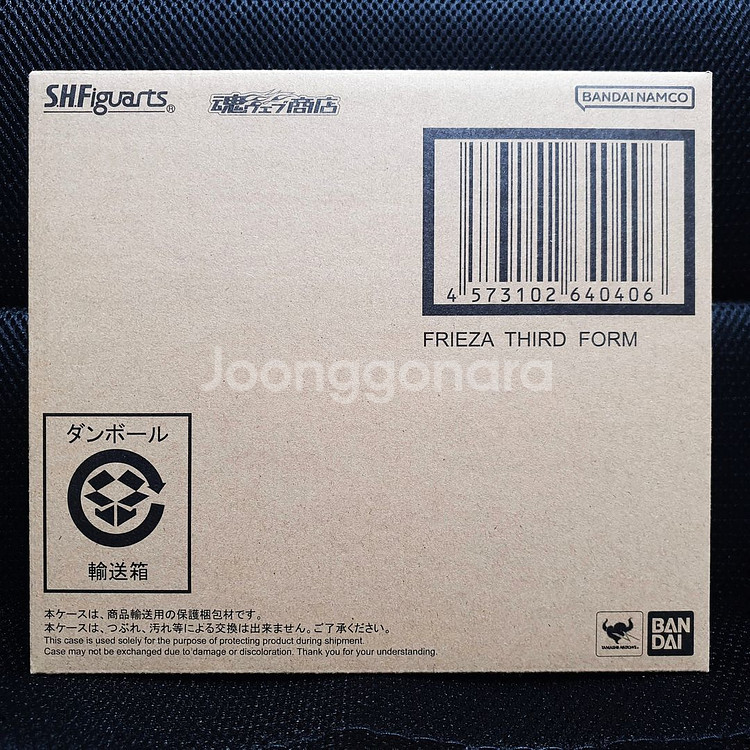 S.H.Figuarts®
魂ウェブ商店
BANDAI NAMCO
4 573102 640406
FRIEZA THIRD FORM
Joonggonara
ダンボール
輸送箱
本ケースは、商品輸送用の保護梱包材です。
本ケースは、つぶれ、汚れ等による交換は出来ません。ご了承ください。
This case is used solely for the purpose of protecting product during shipment.
Case may not be exchanged due to damage or discoloration. Thank you for your understanding.
TAMASHII NATIONS
BAN
DAI